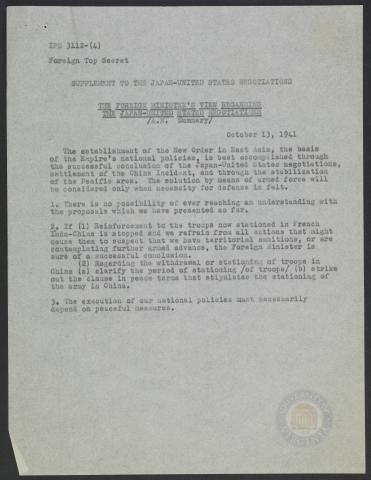 IPS 3112-(4)
Foreign Top Secret
SUPPLEMENT TO THE JAPAN-UNITED STATES NEGOTIATIONS
THE FOREIGN MINISTER'S VIEW REGARDING
THE JAPAN-UNITED STATES NEGOTIATIONS
/A.N. Summary/
October 13, 1941
The establishment of the New Order in East Asia, the basis
of the Empire's national policies, is best accomplished through
the successful conclusion of the Japan-United States negotiations,
settlement of the China Incident, and through the stabilization
of the Pacific area. The solution by means of armed force will
be considered only when necessity for defense is felt.
1. There is no possibility of ever reaching an understanding with
the proposals which we have presented so far.
2. If (1) Reinforcement to the troops now stationed in French
Indo-China is stopped and we refrain from all actions that might
cause them to suspect that we have territorial ambitions, or are
contemplating further armed advance, the Foreign Minister is
sure of a successful conclusion.
(2) Regarding the withdrawal or stationing of troops in
China (a) clarify the period of stationing /of troops/ (b) strike
out the clause in peace terms that stipulates the stationing of
the army in China.
3. The execution of our national policies must necessarily
depend on peaceful measures.